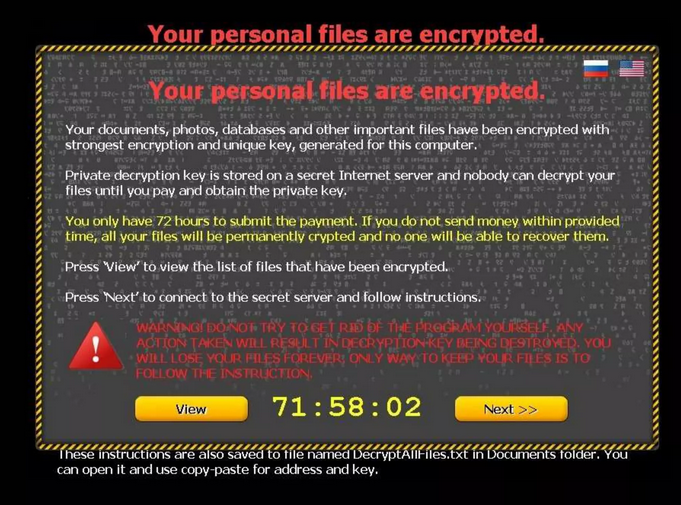 Your personal files are encrypted.
Your personal files are encrypted.
Your documents, photos, databases and other important files have been encrypted with
strongest encryption and unique key, generated for this computer.
Private decryption key is stored on a secret Internet server and nobody can decrypt your
files until you pay and obtain the private key.
You only have 72 hours to submit the payment. If you do not send money within provided
time, all your files will be permanently crypted and no one will be able to recover them.
Press 'View' to view the list of files that have been encrypted.
Press 'Next' to connect to the secret server and follow instructions.
WARNING! DO NOT TRY TO GET RID OF THE PROGRAM YOURSELF. ANY
ACTION TAKEN WILL RESULT IN DECRYPTION KEY BEING DESTROYED. YOU
WILL LOSE YOUR FILES FOREVER. ONLY WAY TO KEEP YOUR FILES IS TO
FOLLOW THE INSTRUCTION.
View
71:58:02
Next >>
These instructions are also saved to file named DecryptAllFiles.txt in Documents folder. You
can open it and use copy-paste for address and key.